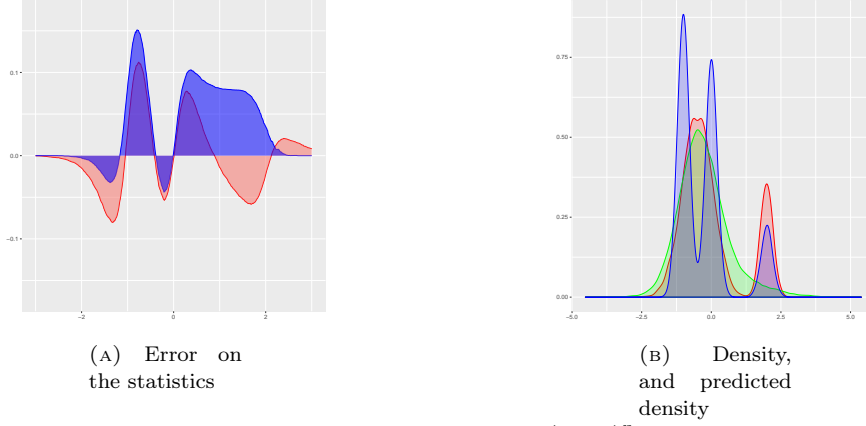 0.1
0.0
−0.1
−2 0 2
(A) Error on
the statistics
0.75
0.50
0.25
0.00
−5.0 −2.5 0.0 2.5 5.0
(B) Density,
and predicted
density